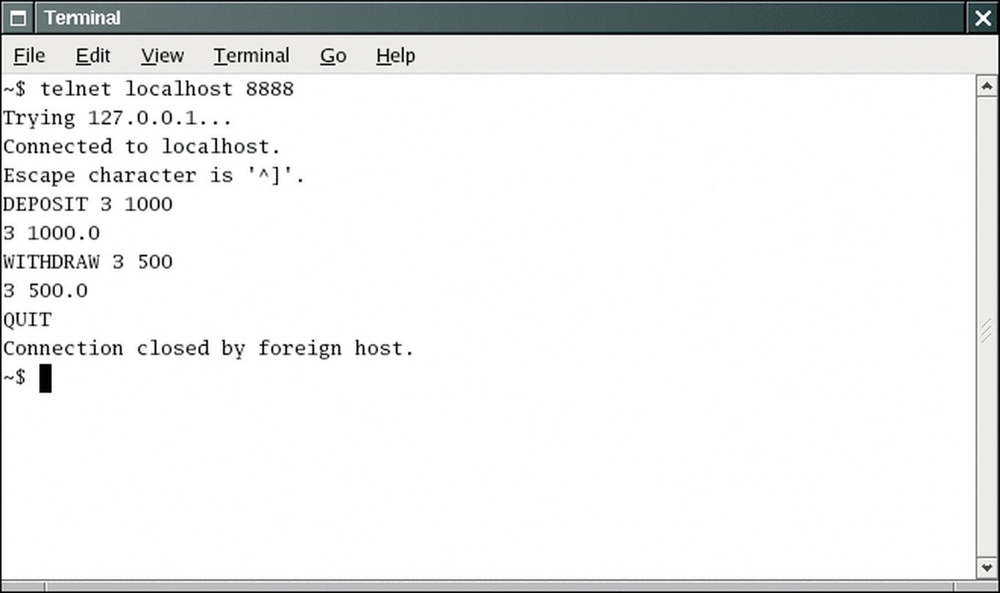 Terminal
File Edit View Terminal Go Help
~$ telnet localhost 8888
Trying 127.0.0.1...
Connected to localhost.
Escape character is '^]'.
DEPOSIT 3 1000
3 1000.0
WITHDRAW 3 500
3 500.0
QUIT
Connection closed by foreign host.
~$